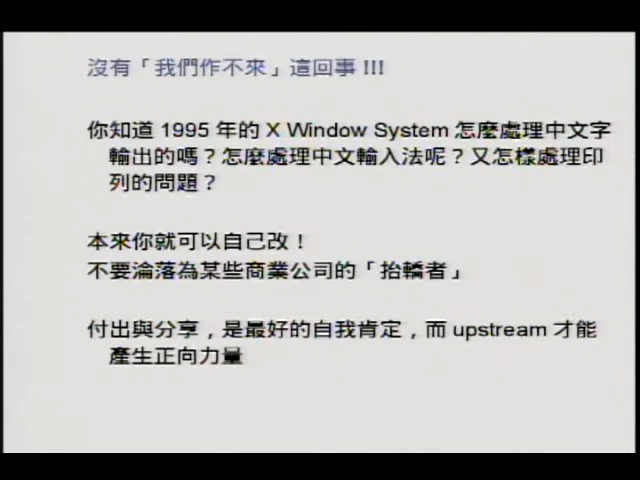 沒有「我們作不來」這回事 !!!
你知道 1995 年的 X Window System 怎麼處理中文字
輸出的嗎？怎麼處理中文輸入法呢？又怎樣處理印
列的問題？
本來你就可以自己改！
不要淪落為某些商業公司的「抬轎者」
付出與分享，是最好的自我肯定，而 upstream 才能
產生正向力量